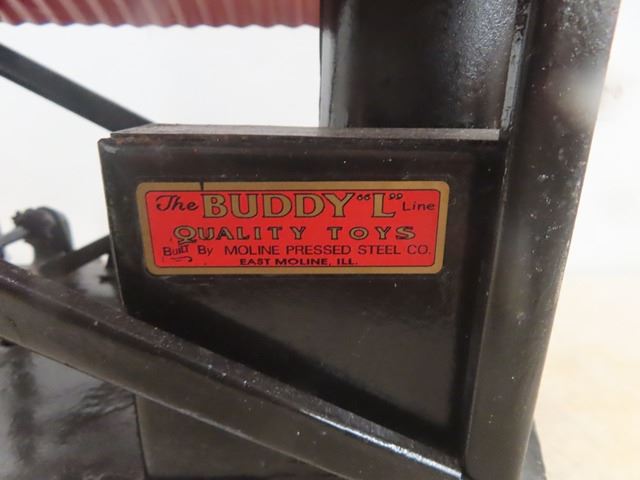 The BUDDY "L" Line
QUALITY TOYS
Built By MOLINE PRESSED STEEL CO.
EAST MOLINE, ILL.